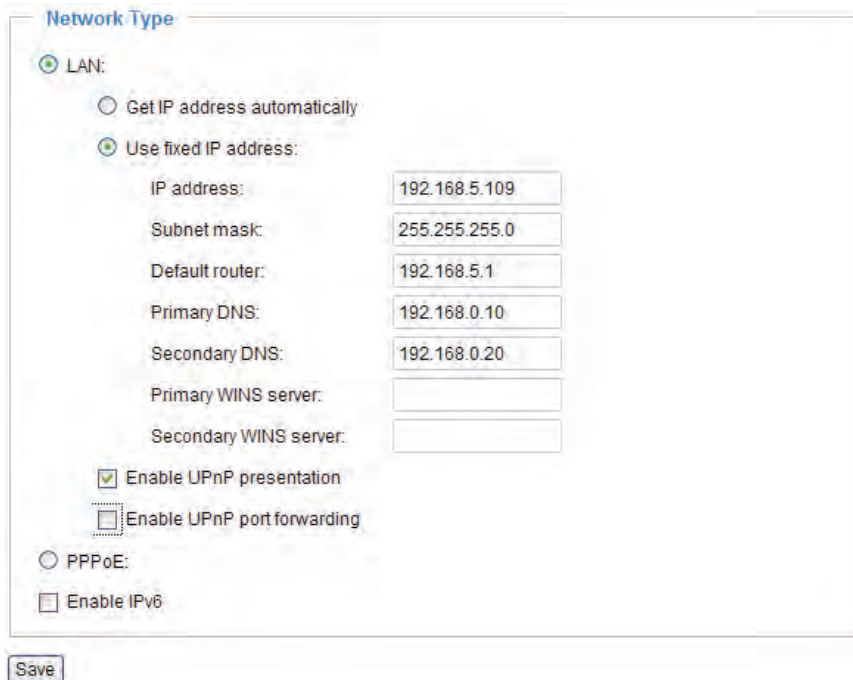 Network Type
LAN:
Get IP address automatically
Use fixed IP address:
IP address: 192.168.5.109
Subnet mask: 255.255.255.0
Default router: 192.168.5.1
Primary DNS: 192.168.0.10
Secondary DNS: 192.168.0.20
Primary WINS server:
Secondary WINS server:
Enable UPnP presentation
Enable UPnP port forwarding
PPPoE:
Enable IPv6
Save